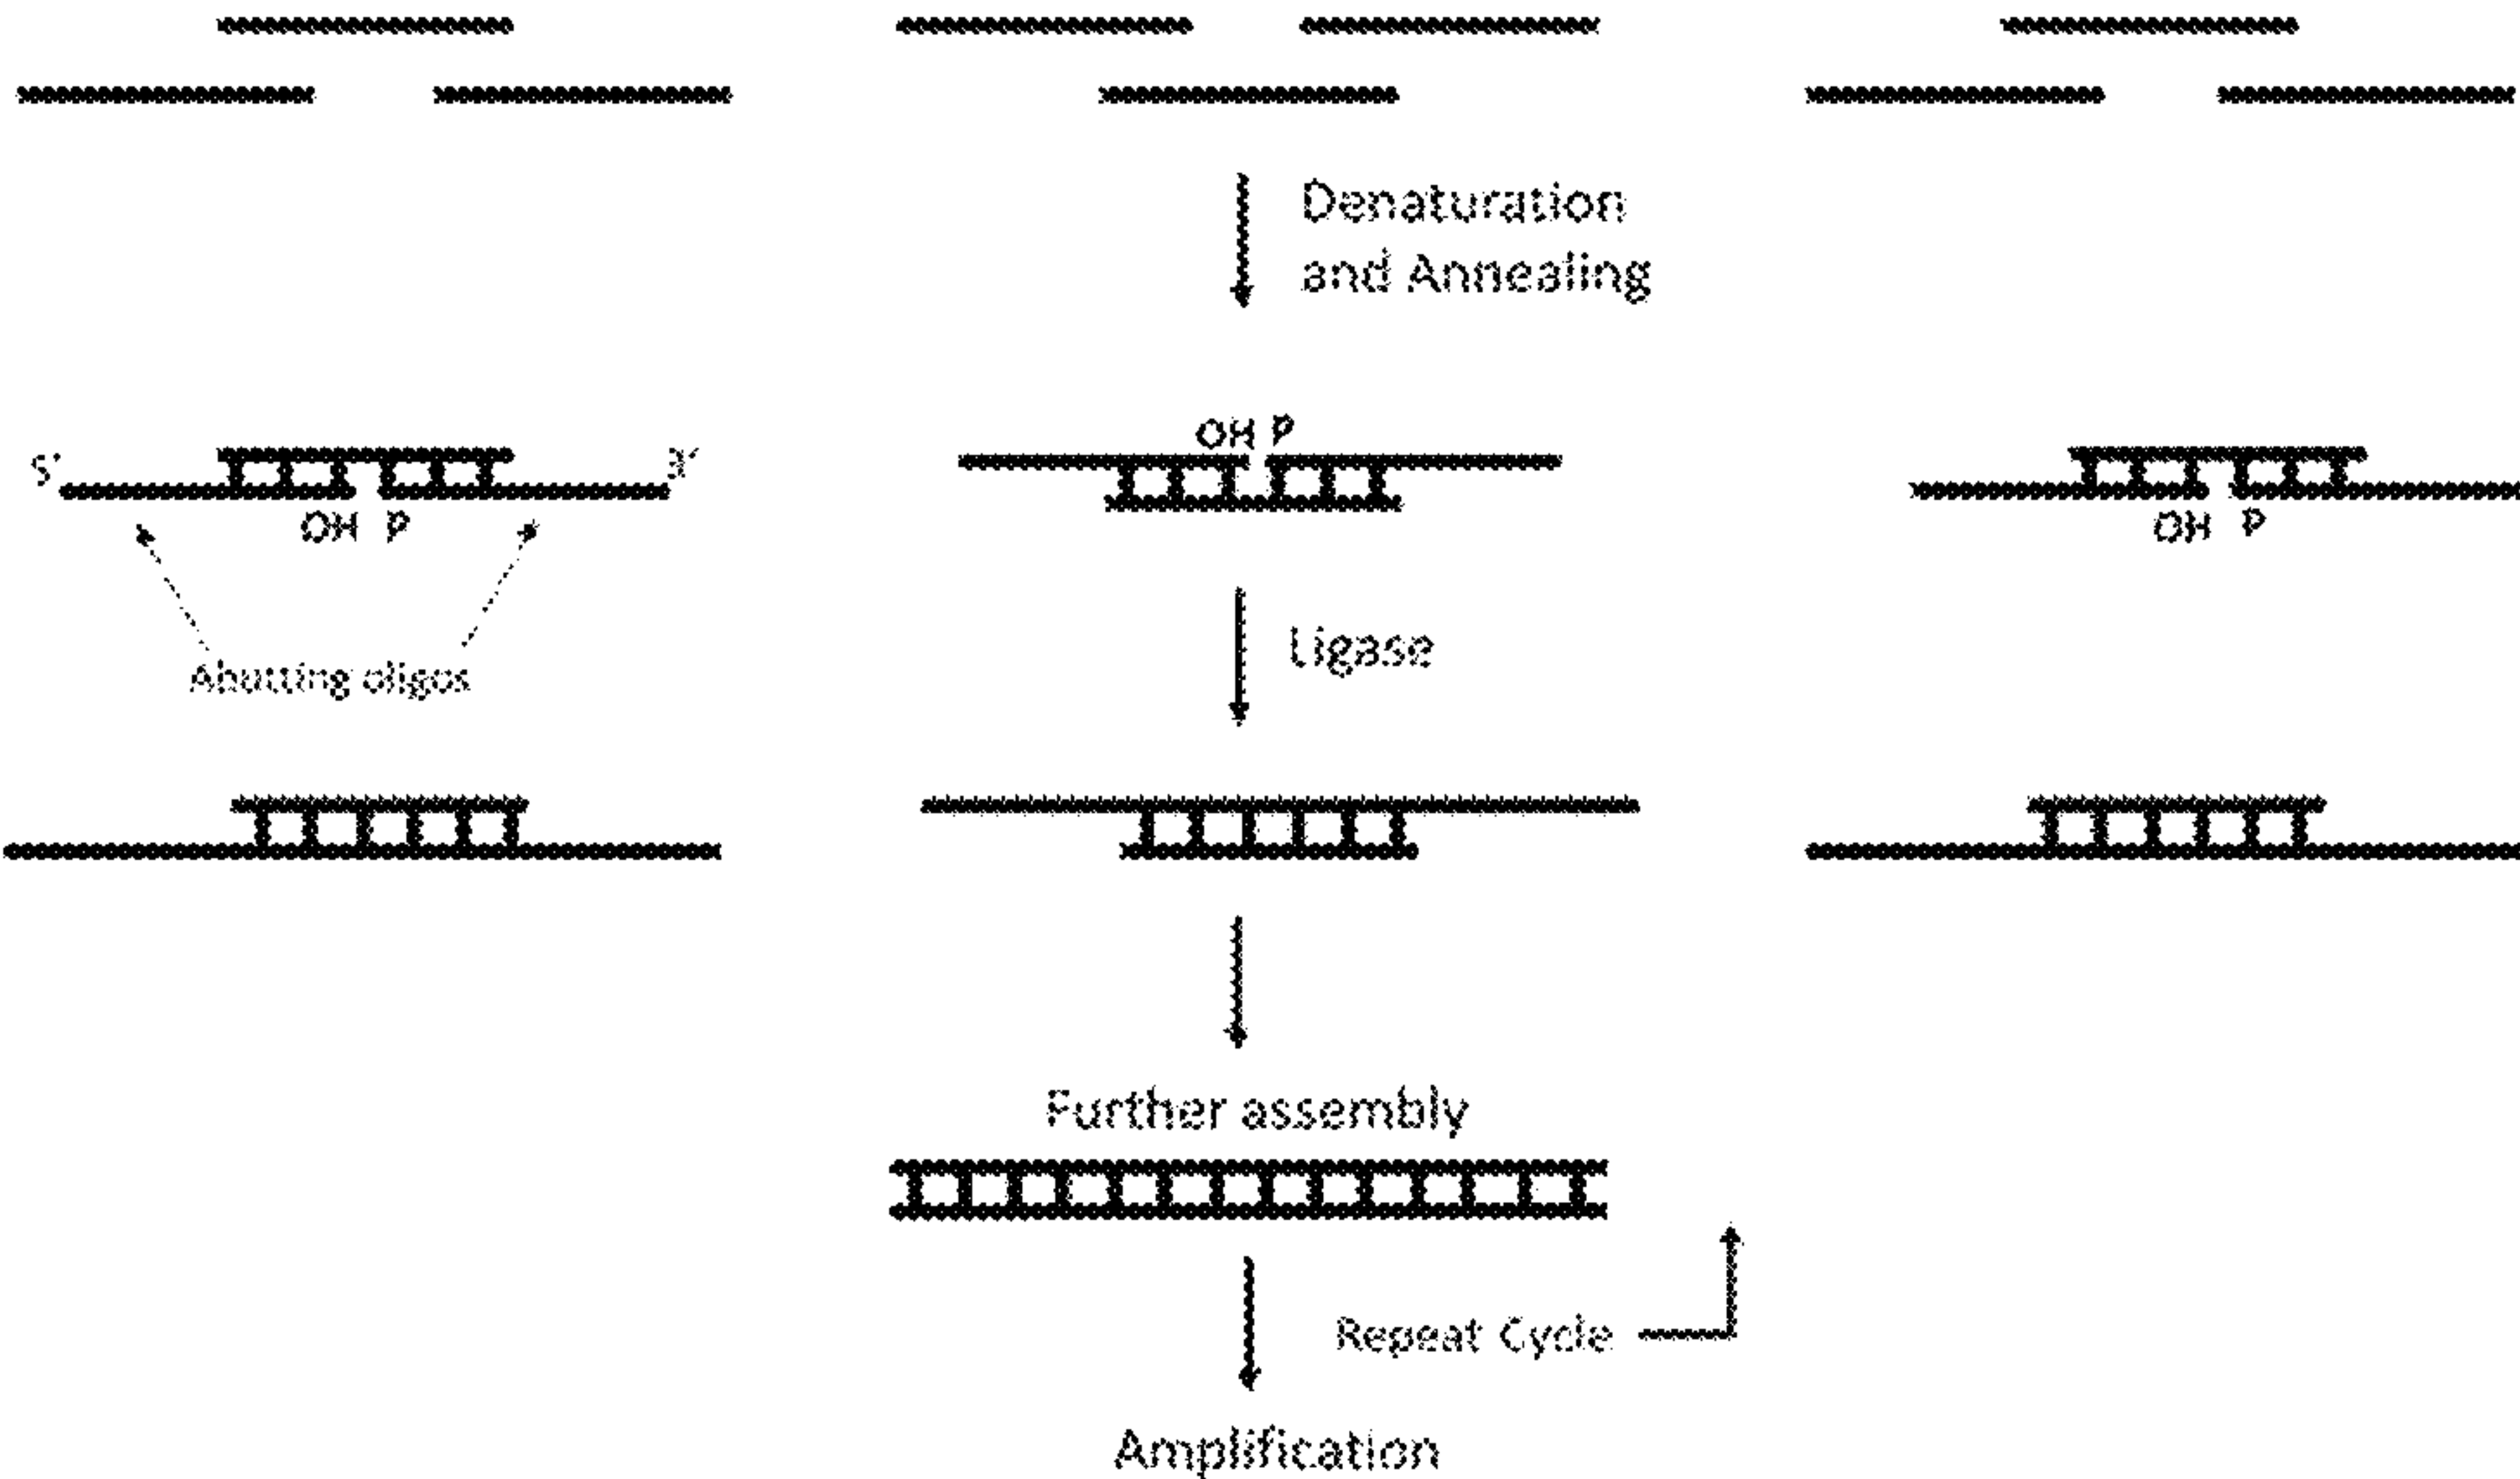 Denaturation
and Annealing
OH P
5' 3'
OH P
OH P
Ligase
Abutting oligos
Further assembly
Repeat Cycle
Amplification